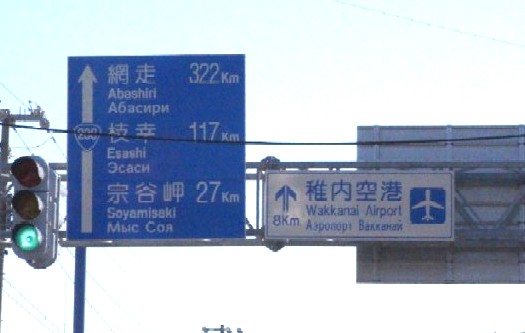 網走 322Km
Abashiri
Абасири
238
枝幸 117Km
Esashi
Эсаси
宗谷岬 27Km
Soyamisaki
Мыс Соя
稚内空港
Wakkanai Airport
8Km
Аэропорт Вакканай